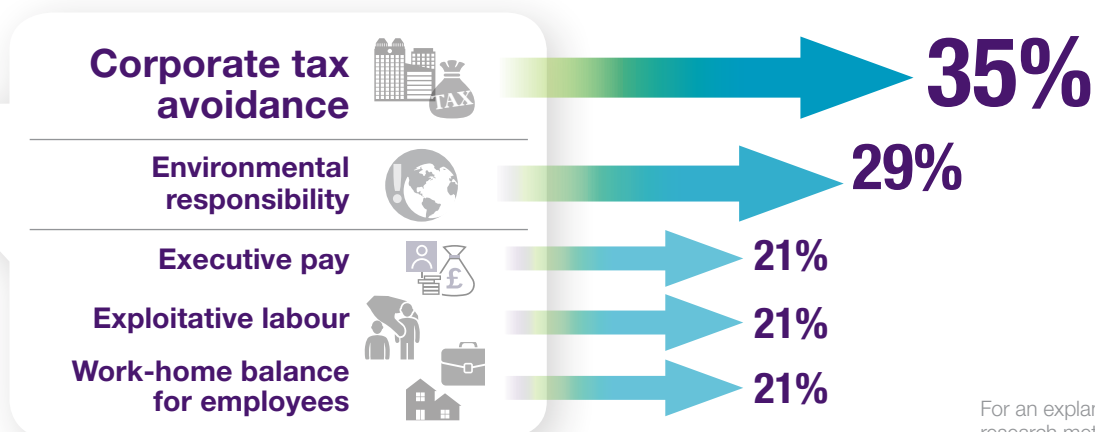 Corporate tax
avoidance
TAX
35%
Environmental
responsibility
29%
Executive pay
£
21%
Exploitative labour
21%
Work-home balance
for employees
21%
For an